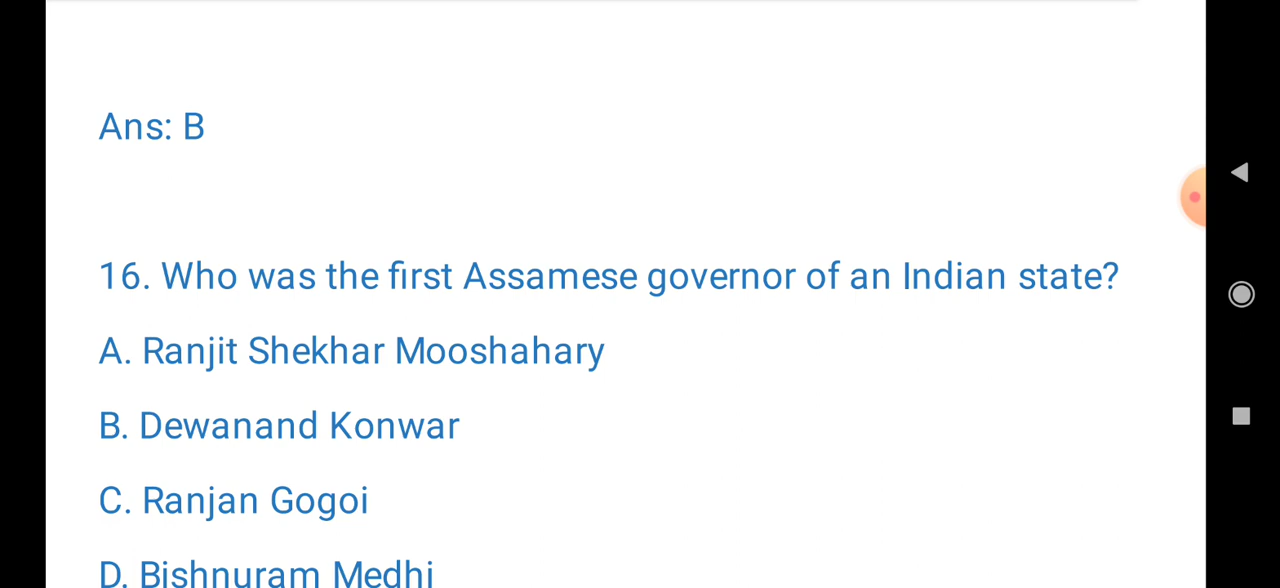 Ans: B
16. Who was the first Assamese governor of an Indian state?
A. Ranjit Shekhar Mooshahary
B. Dewanand Konwar
C. Ranjan Gogoi
D. Bishnuram Medhi